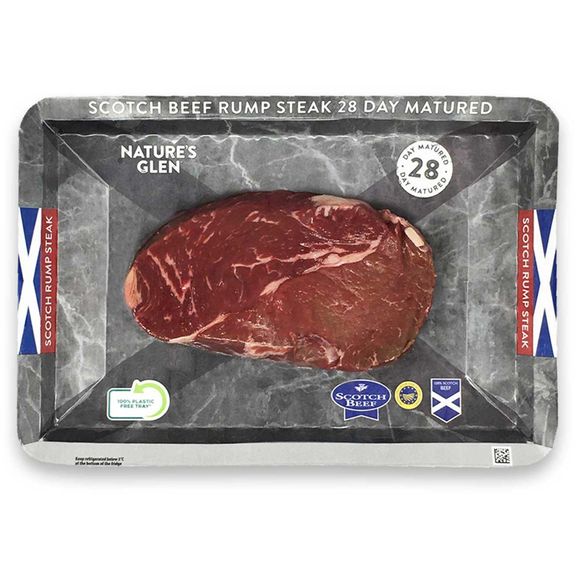 SCOTCH BEEF RUMP STEAK 28 DAY MATURED
NATURE'S
GLEN
DAY MATURED
28
DAY MATURED
SCOTCH RUMP STEAK
SCOTCH RUMP STEAK
100% PLASTIC
FREE TRAY
SCOTCH
BEEF
100% SCOTCH
BEEF
Keep refrigerated below 5°C
at the bottom of the fridge